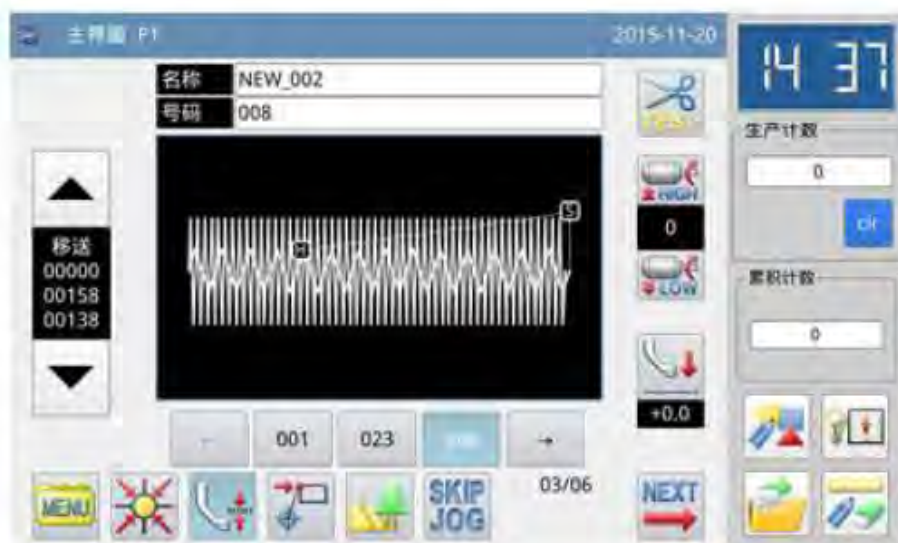 主界面 P1
2015-11-20
14 37
名称 NEW_002
号码 008
HIGH
0
LOW
移送
00000
00158
00138
+0.0
生产计数
0
clr
累积计数
0
←
001
023
→
MENU
SKIP
JOG
03/06
NEXT